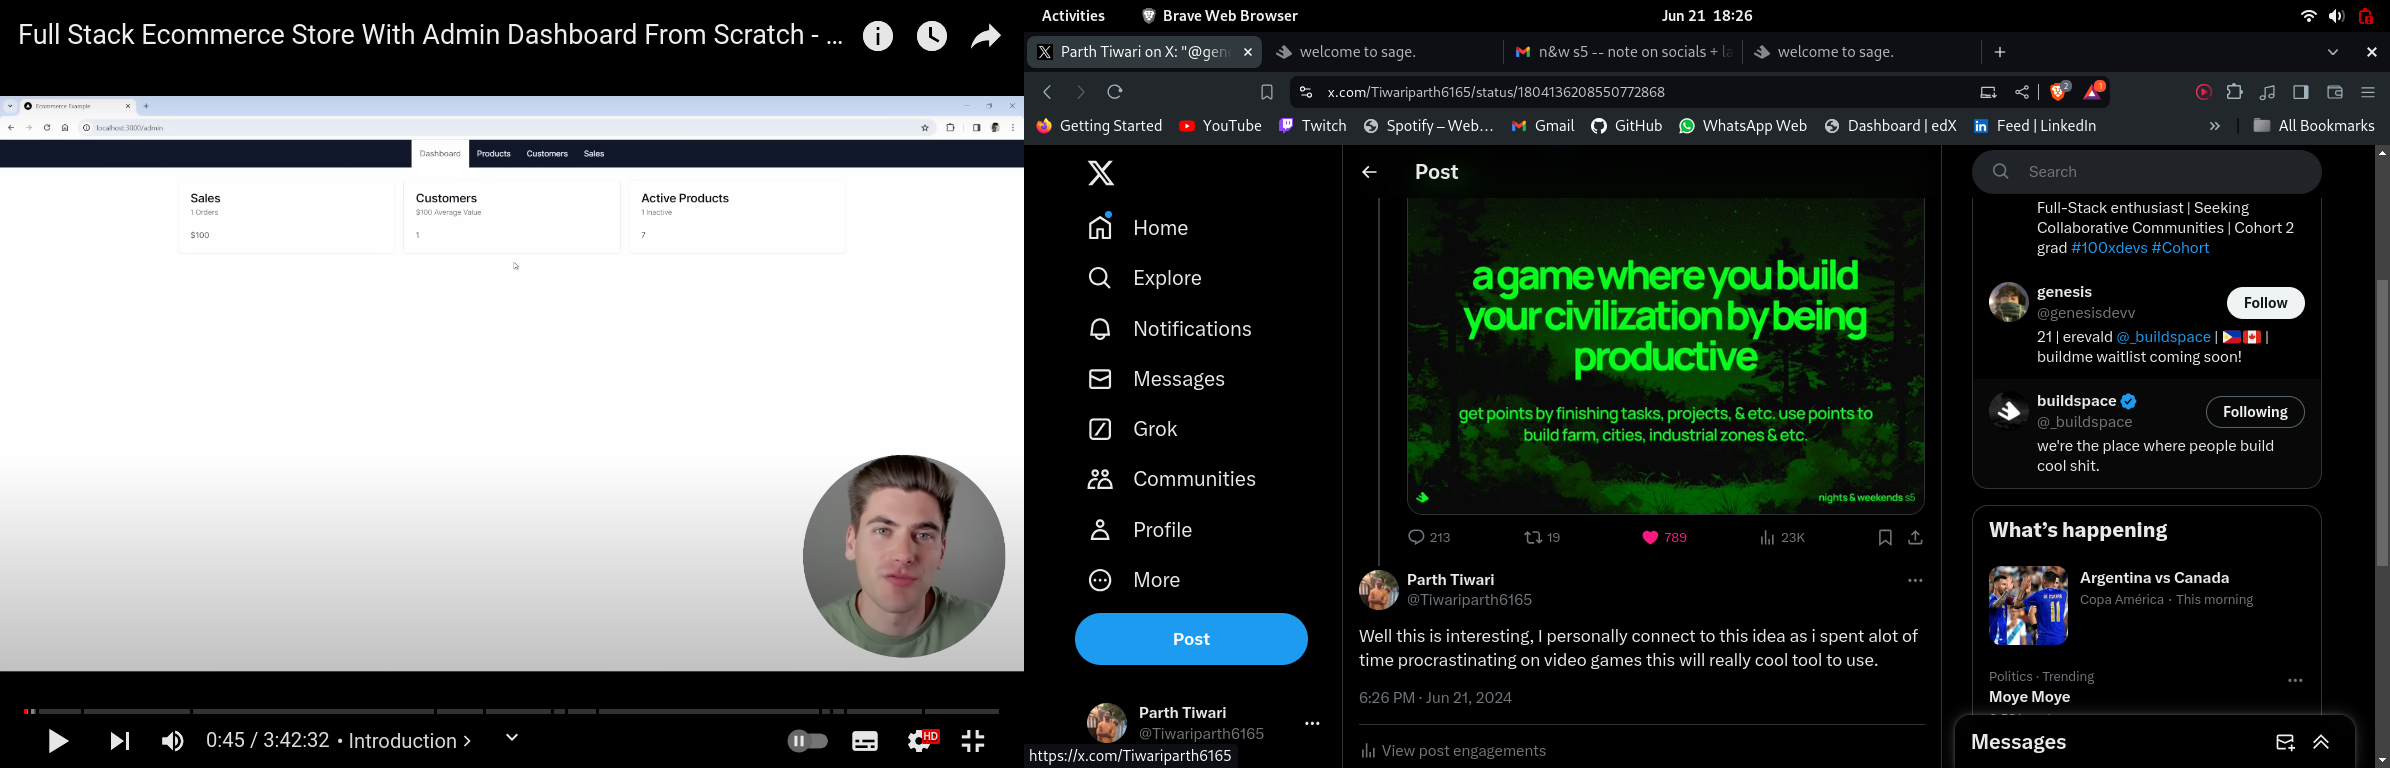 Full Stack Ecommerce Store With Admin Dashboard From Scratch - ...
Ecommerce Example
localhost:3000/admin
Dashboard
Products
Customers
Sales
Sales
1 Orders
$100
Customers
$100 Average Value
1
Active Products
1 Inactive
7
0:45 / 3:42:32 • Introduction
HD
Activities
Brave Web Browser
Jun 21 18:26
Parth Tiwari on X: "@gen
welcome to sage.
n&w s5 -- note on socials + la
welcome to sage.
x.com/Tiwariparth6165/status/1804136208550772868
2
1
Getting Started
YouTube
Twitch
Spotify – Web...
Gmail
GitHub
WhatsApp Web
Dashboard | edX
Feed | LinkedIn
All Bookmarks
Home
Explore
Notifications
Messages
Grok
Communities
Profile
More
Post
Parth Tiwari
@Tiwariparth6165
https://x.com/Tiwariparth6165
Post
a game where you build
your civilization by being
productive
get points by finishing tasks, projects, & etc. use points to
build farm, cities, industrial zones & etc.
nights & weekends s5
213
19
789
23K
Parth Tiwari
@Tiwariparth6165
Well this is interesting, I personally connect to this idea as i spent alot of
time procrastinating on video games this will really cool tool to use.
6:26 PM · Jun 21, 2024
View post engagements
Search
Full-Stack enthusiast | Seeking
Collaborative Communities | Cohort 2
grad #100xdevs #Cohort
genesis
@genesisdevv
Follow
21 | erevald @_buildspace | 🇵🇭🇨🇦 |
buildme waitlist coming soon!
buildspace
@_buildspace
Following
we're the place where people build
cool shit.
What's happening
Argentina vs Canada
Copa América · This morning
Politics · Trending
Moye Moye
Messages